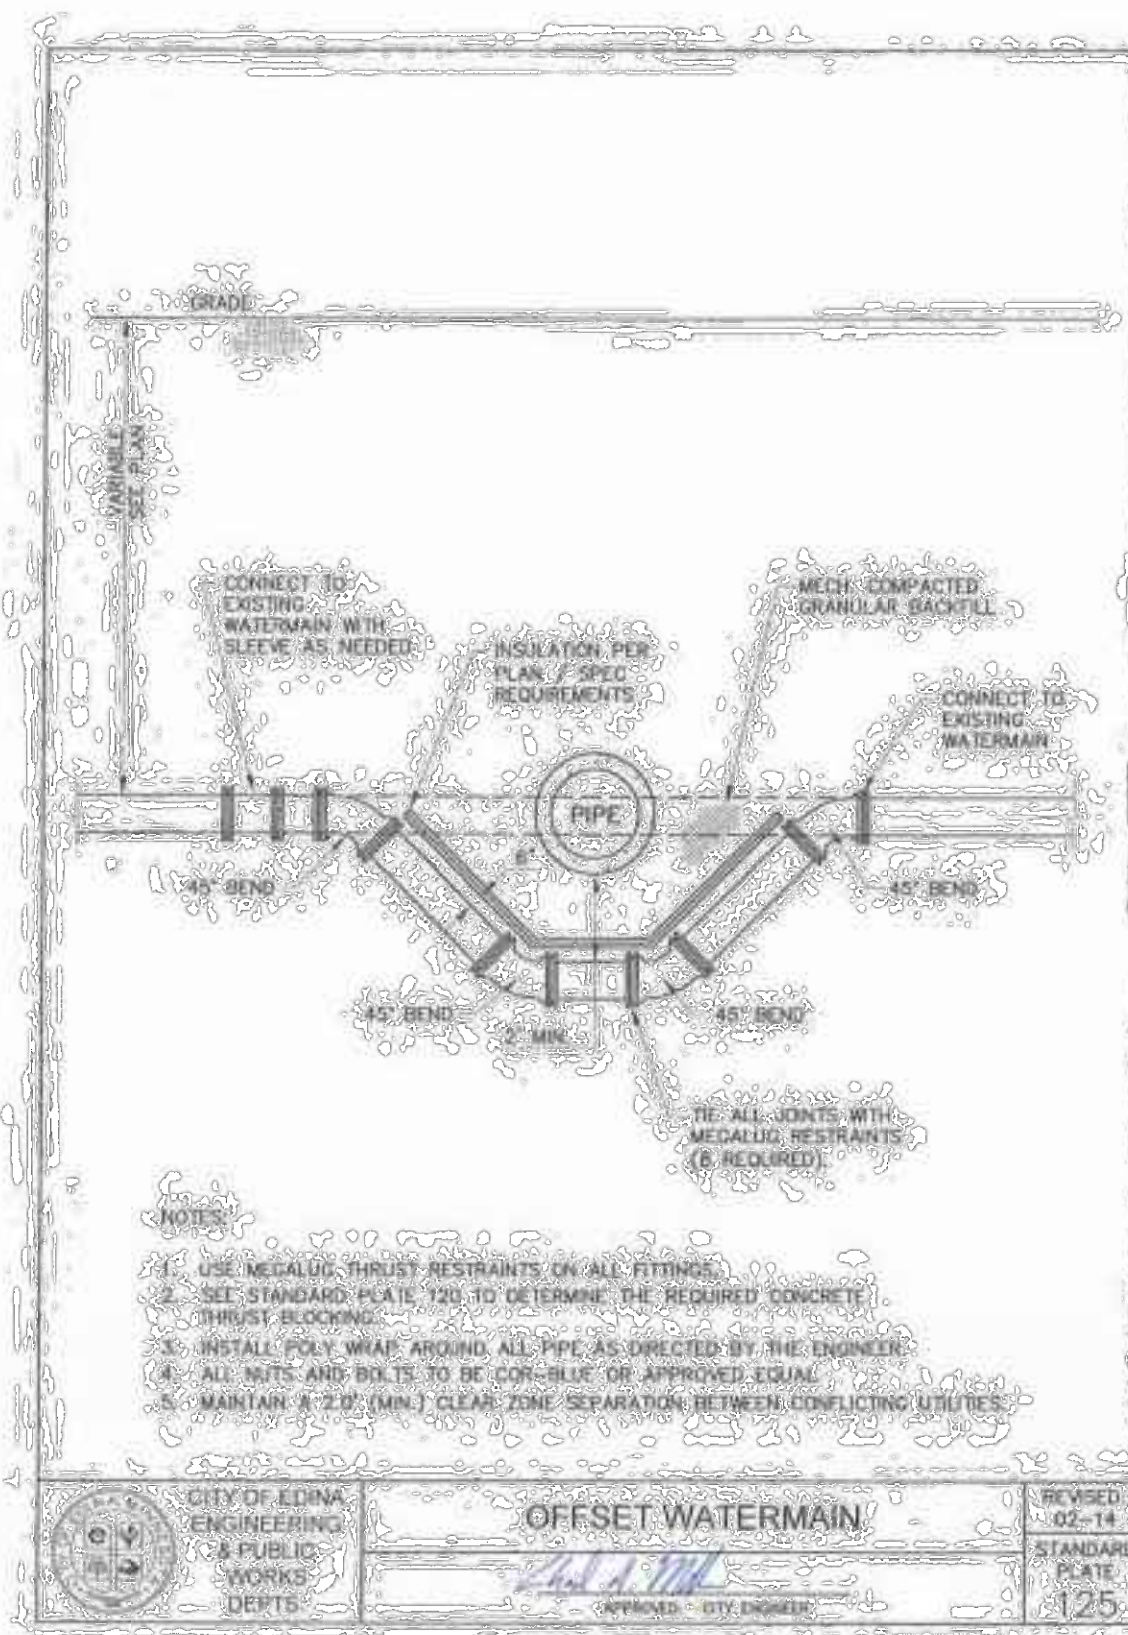 GRADE
VARIABLE
SEE PLAN
CONNECT TO
EXISTING
WATERMAIN WITH
SLEEVE AS NEEDED
INSULATION PER
PLAN / SPEC
REQUIREMENTS
MECH. COMPACTED
GRANULAR BACKFILL
CONNECT TO
EXISTING
WATERMAIN
PIPE
6"
45° BEND
45° BEND
45° BEND
45° BEND
2' MIN.
TIE ALL JOINTS WITH
MEGALUG RESTRAINTS
(8 REQUIRED).
NOTES:
1. USE MEGALUG THRUST RESTRAINTS ON ALL FITTINGS.
2. SEE STANDARD PLATE 120 TO DETERMINE THE REQUIRED CONCRETE
THRUST BLOCKING.
3. INSTALL POLY WRAP AROUND ALL PIPE AS DIRECTED BY THE ENGINEER.
4. ALL NUTS AND BOLTS TO BE COR-BLUE OR APPROVED EQUAL
5. MAINTAIN A 2.0' (MIN.) CLEAR ZONE SEPARATION BETWEEN CONFLICTING UTILITIES.
CITY OF EDINA
ENGINEERING
& PUBLIC
WORKS
DEPTS
OFFSET WATERMAIN
APPROVED - CITY ENGINEER
REVISED
02-14
STANDARD
PLATE
125